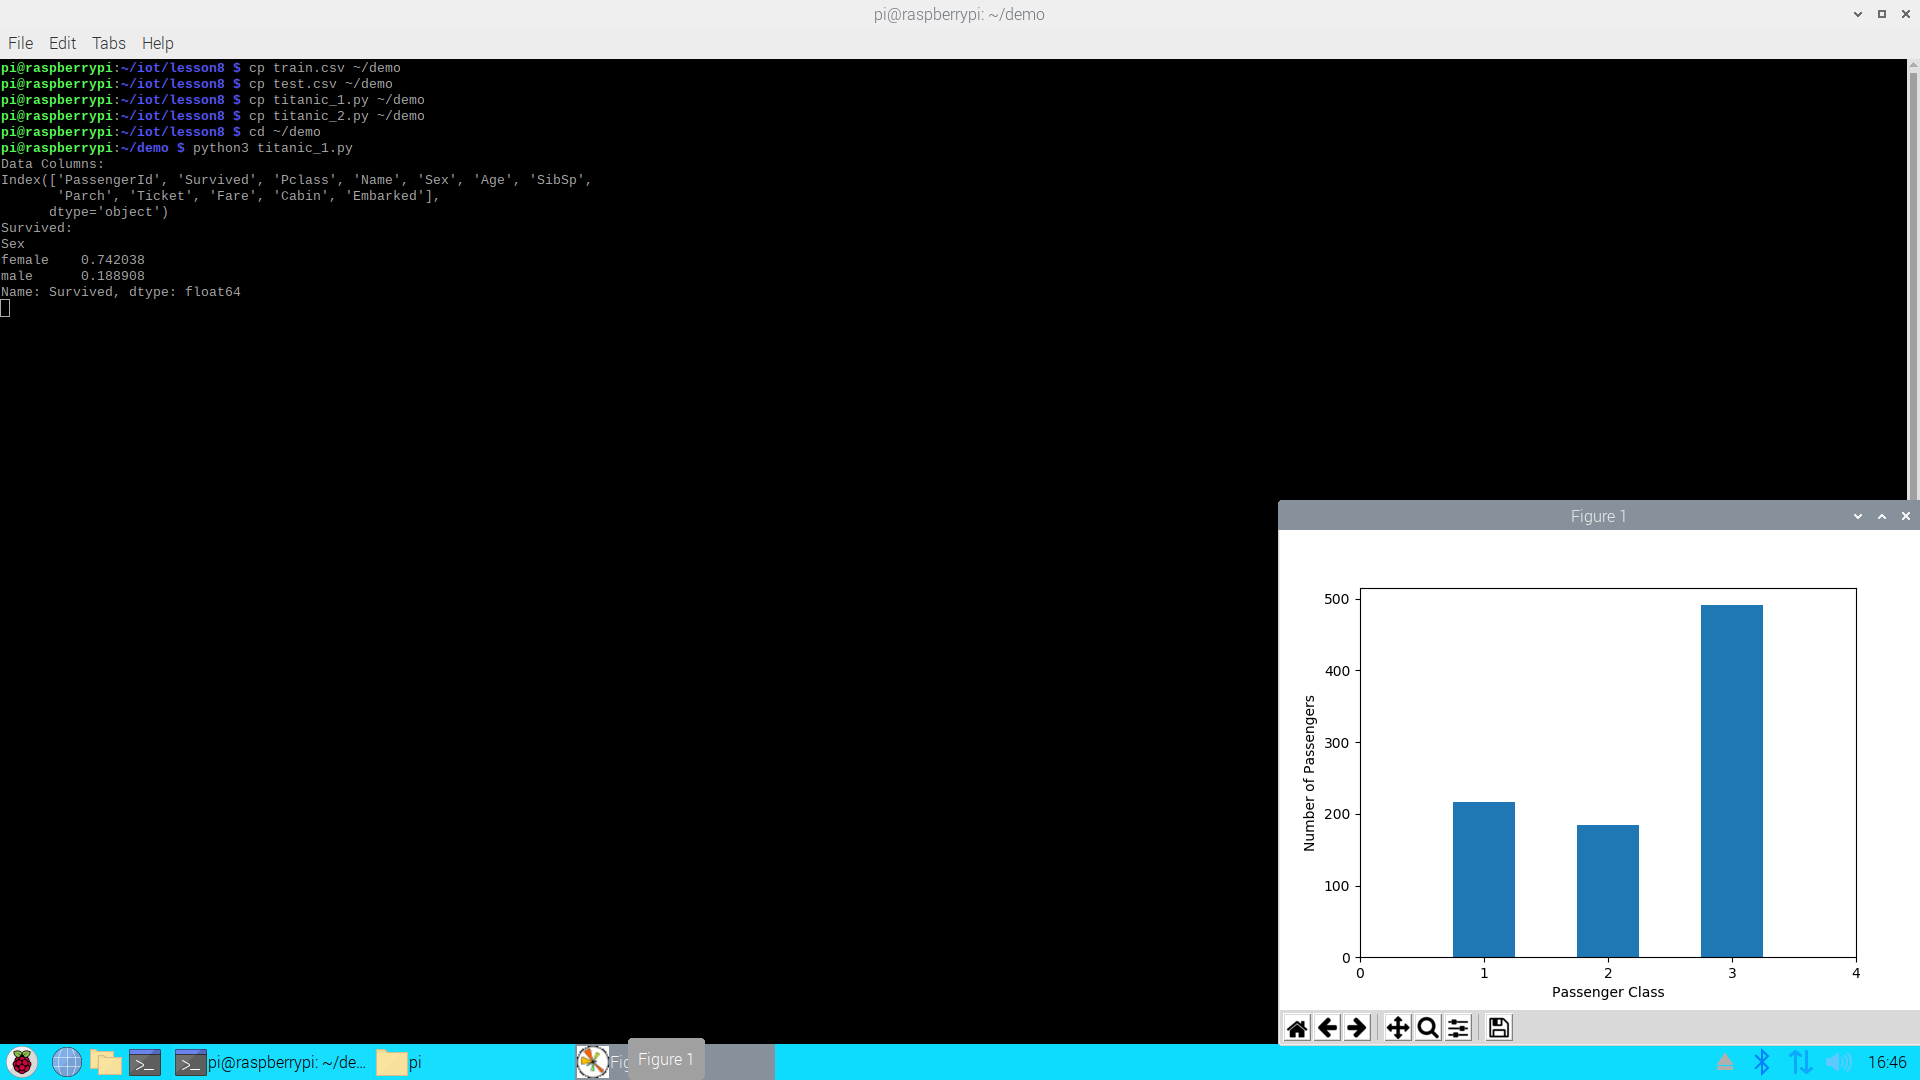 pi@raspberrypi: ~/demo
File Edit Tabs Help
pi@raspberrypi:~/iot/lesson8 $ cp train.csv ~/demo
pi@raspberrypi:~/iot/lesson8 $ cp test.csv ~/demo
pi@raspberrypi:~/iot/lesson8 $ cp titanic_1.py ~/demo
pi@raspberrypi:~/iot/lesson8 $ cp titanic_2.py ~/demo
pi@raspberrypi:~/iot/lesson8 $ cd ~/demo
pi@raspberrypi:~/demo $ python3 titanic_1.py
Data Columns:
Index(['PassengerId', 'Survived', 'Pclass', 'Name', 'Sex', 'Age', 'SibSp',
'Parch', 'Ticket', 'Fare', 'Cabin', 'Embarked'],
dtype='object')
Survived:
Sex
female 0.742038
male 0.188908
Name: Survived, dtype: float64
Figure 1
500
400
300
200
100
0
Number of Passengers
0 1 2 3 4
Passenger Class
pi@raspberrypi: ~/de...
pi
Fig
Figure 1
16:46